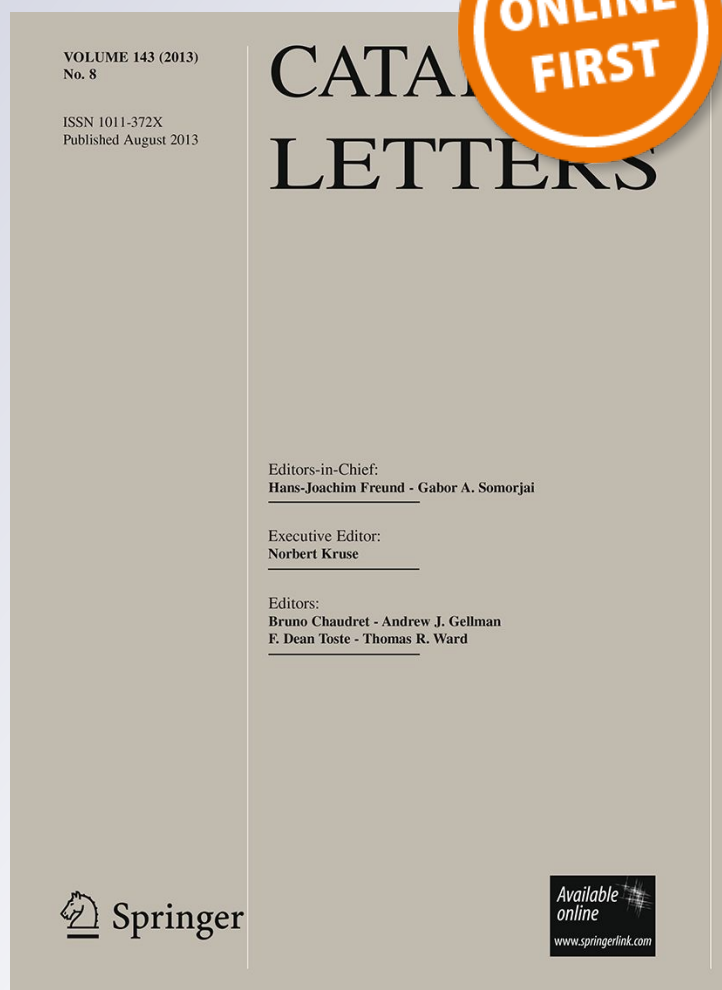 VOLUME 143 (2013)
No. 8
ISSN 1011-372X
Published August 2013
ONLINE
FIRST
LETTERS
Editors-in-Chief:
Hans-Joachim Freund - Gabor A. Somorjai
Executive Editor:
Norbert Kruse
Editors:
Bruno Chaudret - Andrew J. Gellman
F. Dean Toste - Thomas R. Ward
Springer
Available
online
www.springerlink.com